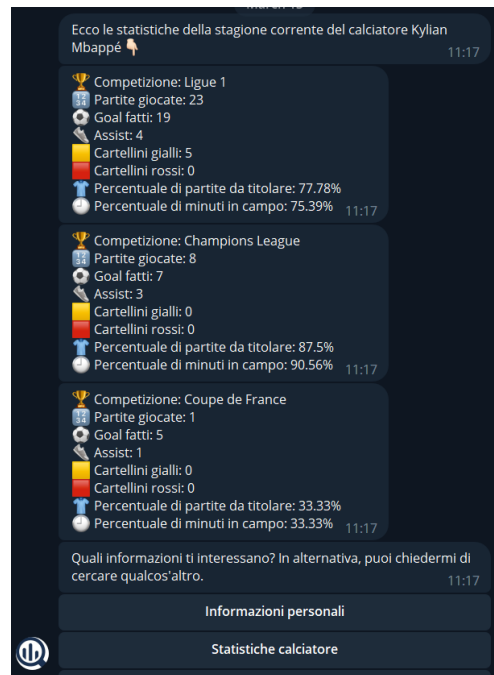 Ecco le statistiche della stagione corrente del calciatore Kylian
Mbappé 👇🏻
11:17
🏆 Competizione: Ligue 1
🔢 Partite giocate: 23
⚽ Goal fatti: 19
👟 Assist: 4
🟨 Cartellini gialli: 5
🟥 Cartellini rossi: 0
👕 Percentuale di partite da titolare: 77.78%
🕘 Percentuale di minuti in campo: 75.39% 11:17
🏆 Competizione: Champions League
🔢 Partite giocate: 8
⚽ Goal fatti: 7
👟 Assist: 3
🟨 Cartellini gialli: 0
🟥 Cartellini rossi: 0
👕 Percentuale di partite da titolare: 87.5%
🕘 Percentuale di minuti in campo: 90.56% 11:17
🏆 Competizione: Coupe de France
🔢 Partite giocate: 1
⚽ Goal fatti: 5
👟 Assist: 1
🟨 Cartellini gialli: 0
🟥 Cartellini rossi: 0
👕 Percentuale di partite da titolare: 33.33%
🕘 Percentuale di minuti in campo: 33.33% 11:17
Quali informazioni ti interessano? In alternativa, puoi chiedermi di
cercare qualcos'altro.
11:17
Informazioni personali
Statistiche calciatore